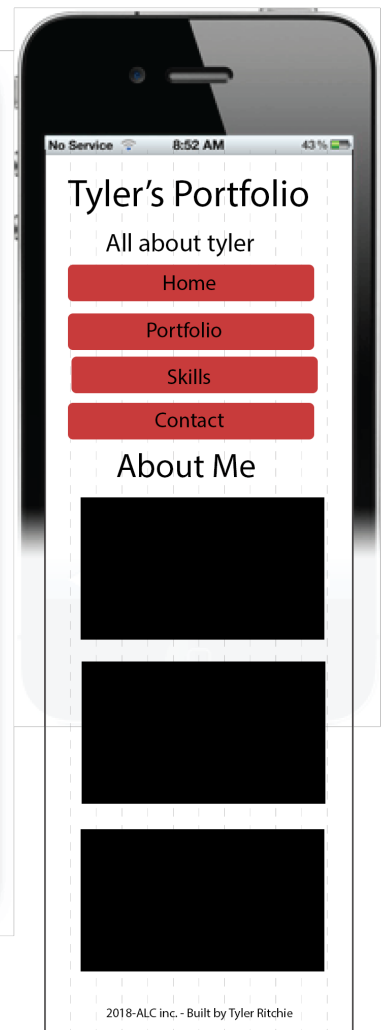 No Service 8:52 AM 43%
Tyler’s Portfolio
All about tyler
Home
Portfolio
Skills
Contact
About Me
2018-ALC inc. - Built by Tyler Ritchie